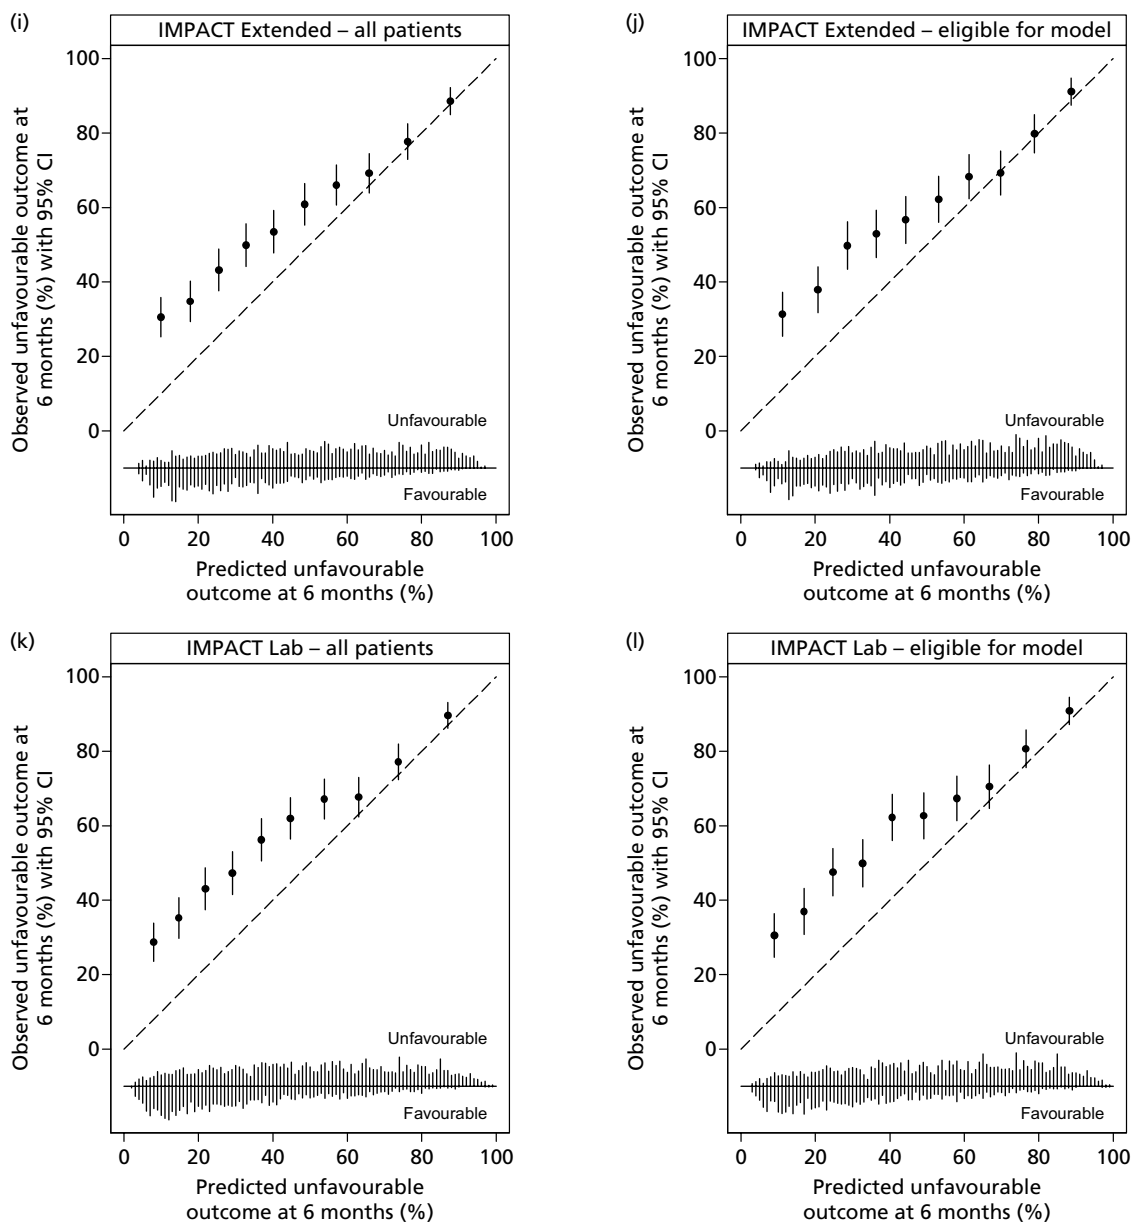 (i)
IMPACT Extended – all patients
100
80
60
40
20
0
Observed unfavourable outcome at
6 months (%) with 95% CI
Unfavourable
Favourable
0 20 40 60 80 100
Predicted unfavourable
outcome at 6 months (%)
(j)
IMPACT Extended – eligible for model
100
80
60
40
20
0
Observed unfavourable outcome at
6 months (%) with 95% CI
Unfavourable
Favourable
0 20 40 60 80 100
Predicted unfavourable
outcome at 6 months (%)
(k)
IMPACT Lab – all patients
100
80
60
40
20
0
Observed unfavourable outcome at
6 months (%) with 95% CI
Unfavourable
Favourable
0 20 40 60 80 100
Predicted unfavourable
outcome at 6 months (%)
(l)
IMPACT Lab – eligible for model
100
80
60
40
20
0
Observed unfavourable outcome at
6 months (%) with 95% CI
Unfavourable
Favourable
0 20 40 60 80 100
Predicted unfavourable
outcome at 6 months (%)